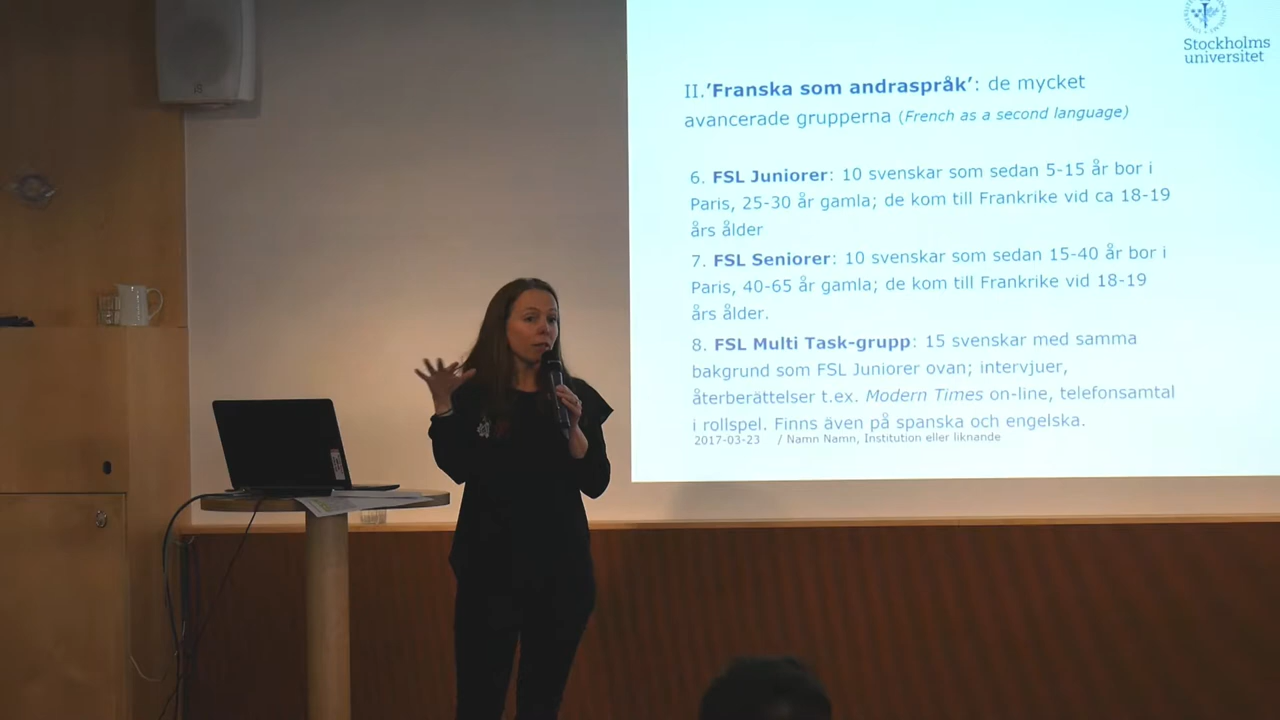 Stockholms
universitet
II.’Franska som andraspråk’: de mycket
avancerade grupperna (French as a second language)
6. FSL Juniorer: 10 svenskar som sedan 5-15 år bor i
Paris, 25-30 år gamla; de kom till Frankrike vid ca 18-19
års ålder
7. FSL Seniorer: 10 svenskar som sedan 15-40 år bor i
Paris, 40-65 år gamla; de kom till Frankrike vid 18-19
års ålder.
8. FSL Multi Task-grupp: 15 svenskar med samma
bakgrund som FSL Juniorer ovan; intervjuer,
återberättelser t.ex. Modern Times on-line, telefonsamtal
i rollspel. Finns även på spanska och engelska.
2017-03-23 / Namn Namn, Institution eller liknande